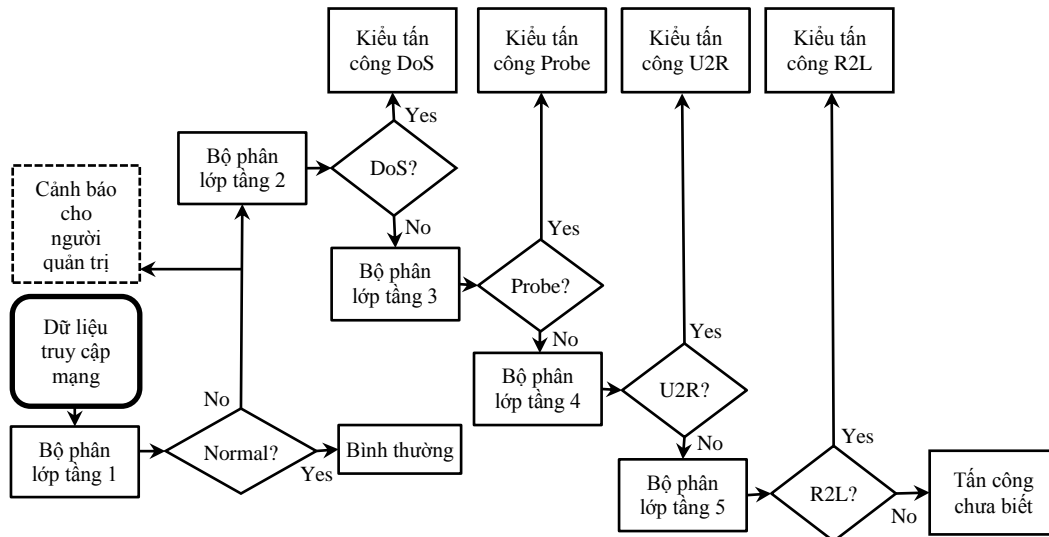 Kiểu tấn
công DoS
Kiểu tấn
công Probe
Kiểu tấn
công U2R
Kiểu tấn
công R2L
Yes
Bộ phân
lớp tầng 2
DoS?
Cảnh báo
cho
người
quản trị
No
Yes
Bộ phân
lớp tầng 3
Probe?
Dữ liệu
truy cập
mạng
No
Yes
Bộ phân
lớp tầng 4
U2R?
No
Bộ phân
lớp tầng 1
Normal?
Yes
Bình thường
No
Yes
Bộ phân
lớp tầng 5
R2L?
No
Tấn công
chưa biết